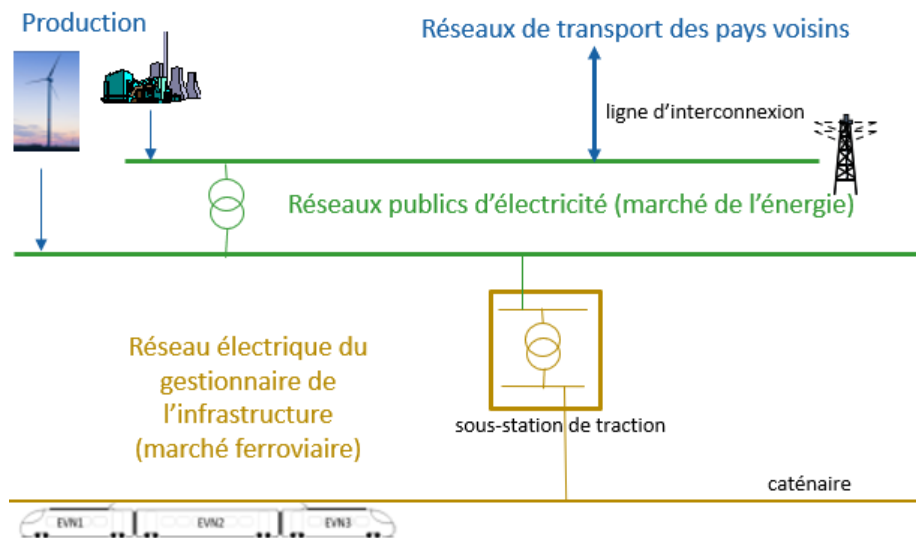 Production
Réseaux de transport des pays voisins
ligne d’interconnexion
Réseaux publics d’électricité (marché de l’énergie)
Réseau électrique du
gestionnaire de
l’infrastructure
(marché ferroviaire)
sous-station de traction
caténaire
EVN1
EVN2
EVN3